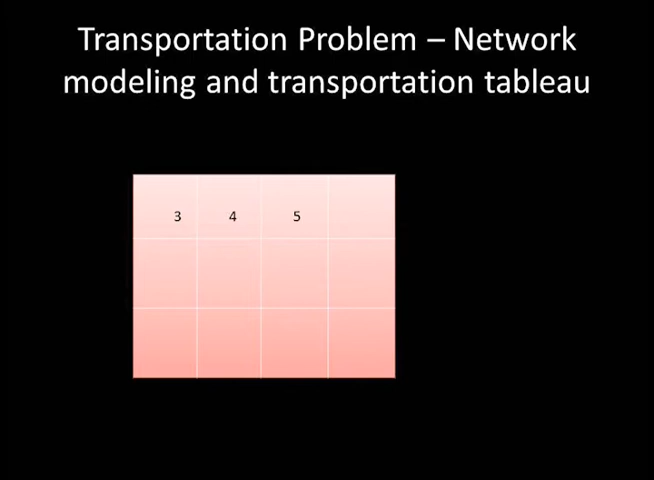 Transportation Problem – Network
modeling and transportation tableau
3 4 5